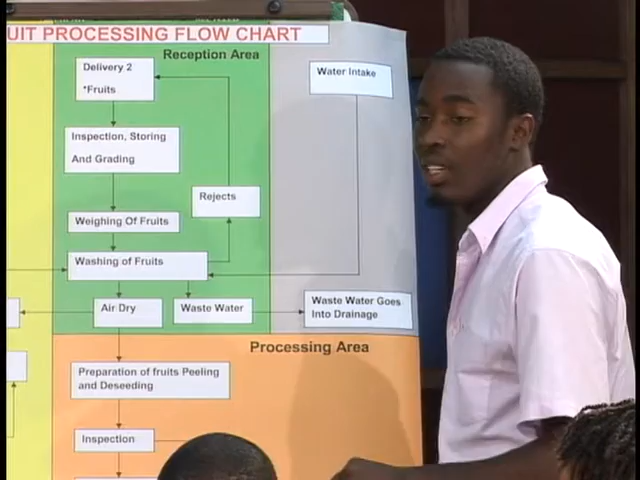 UIT PROCESSING FLOW CHART
Reception Area
Delivery 2
*Fruits
Water Intake
Inspection, Storing
And Grading
Rejects
Weighing Of Fruits
Washing of Fruits
Air Dry
Waste Water
Waste Water Goes
Into Drainage
Processing Area
Preparation of fruits Peeling
and Deseeding
Inspection